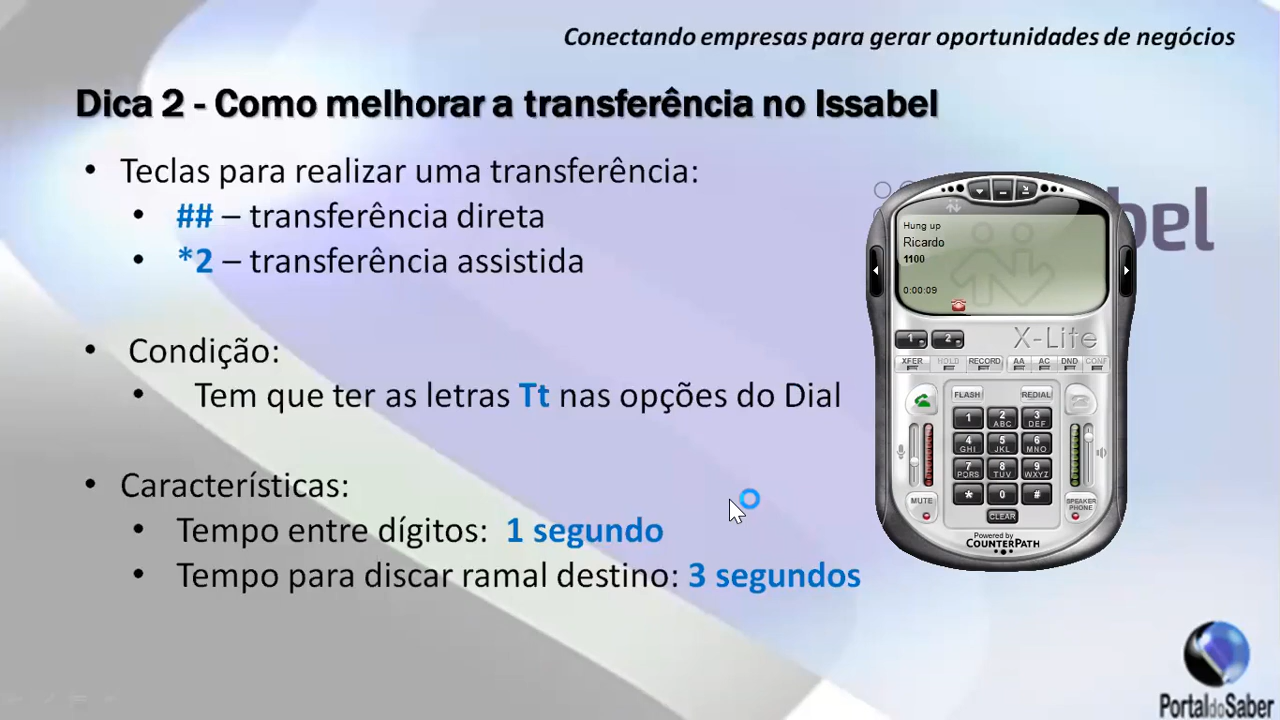 Conectando empresas para gerar oportunidades de negócios
Dica 2 - Como melhorar a transferência no Issabel
• Teclas para realizar uma transferência:
• ## – transferência direta
• *2 – transferência assistida
• Condição:
• Tem que ter as letras Tt nas opções do Dial
• Características:
• Tempo entre dígitos: 1 segundo
• Tempo para discar ramal destino: 3 segundos
bel
Hung up
Ricardo
1100
0:00:09
1 2
X-Lite
XFER HOLD RECORD AA AC DND CONF
FLASH REDIAL
1 2 ABC 3 DEF
4 GHI 5 JKL 6 MNO
7 PQRS 8 TUV 9 WXYZ
* 0 #
MUTE
SPEAKER PHONE
CLEAR
Powered by
COUNTERPATH
PortaldoSaber